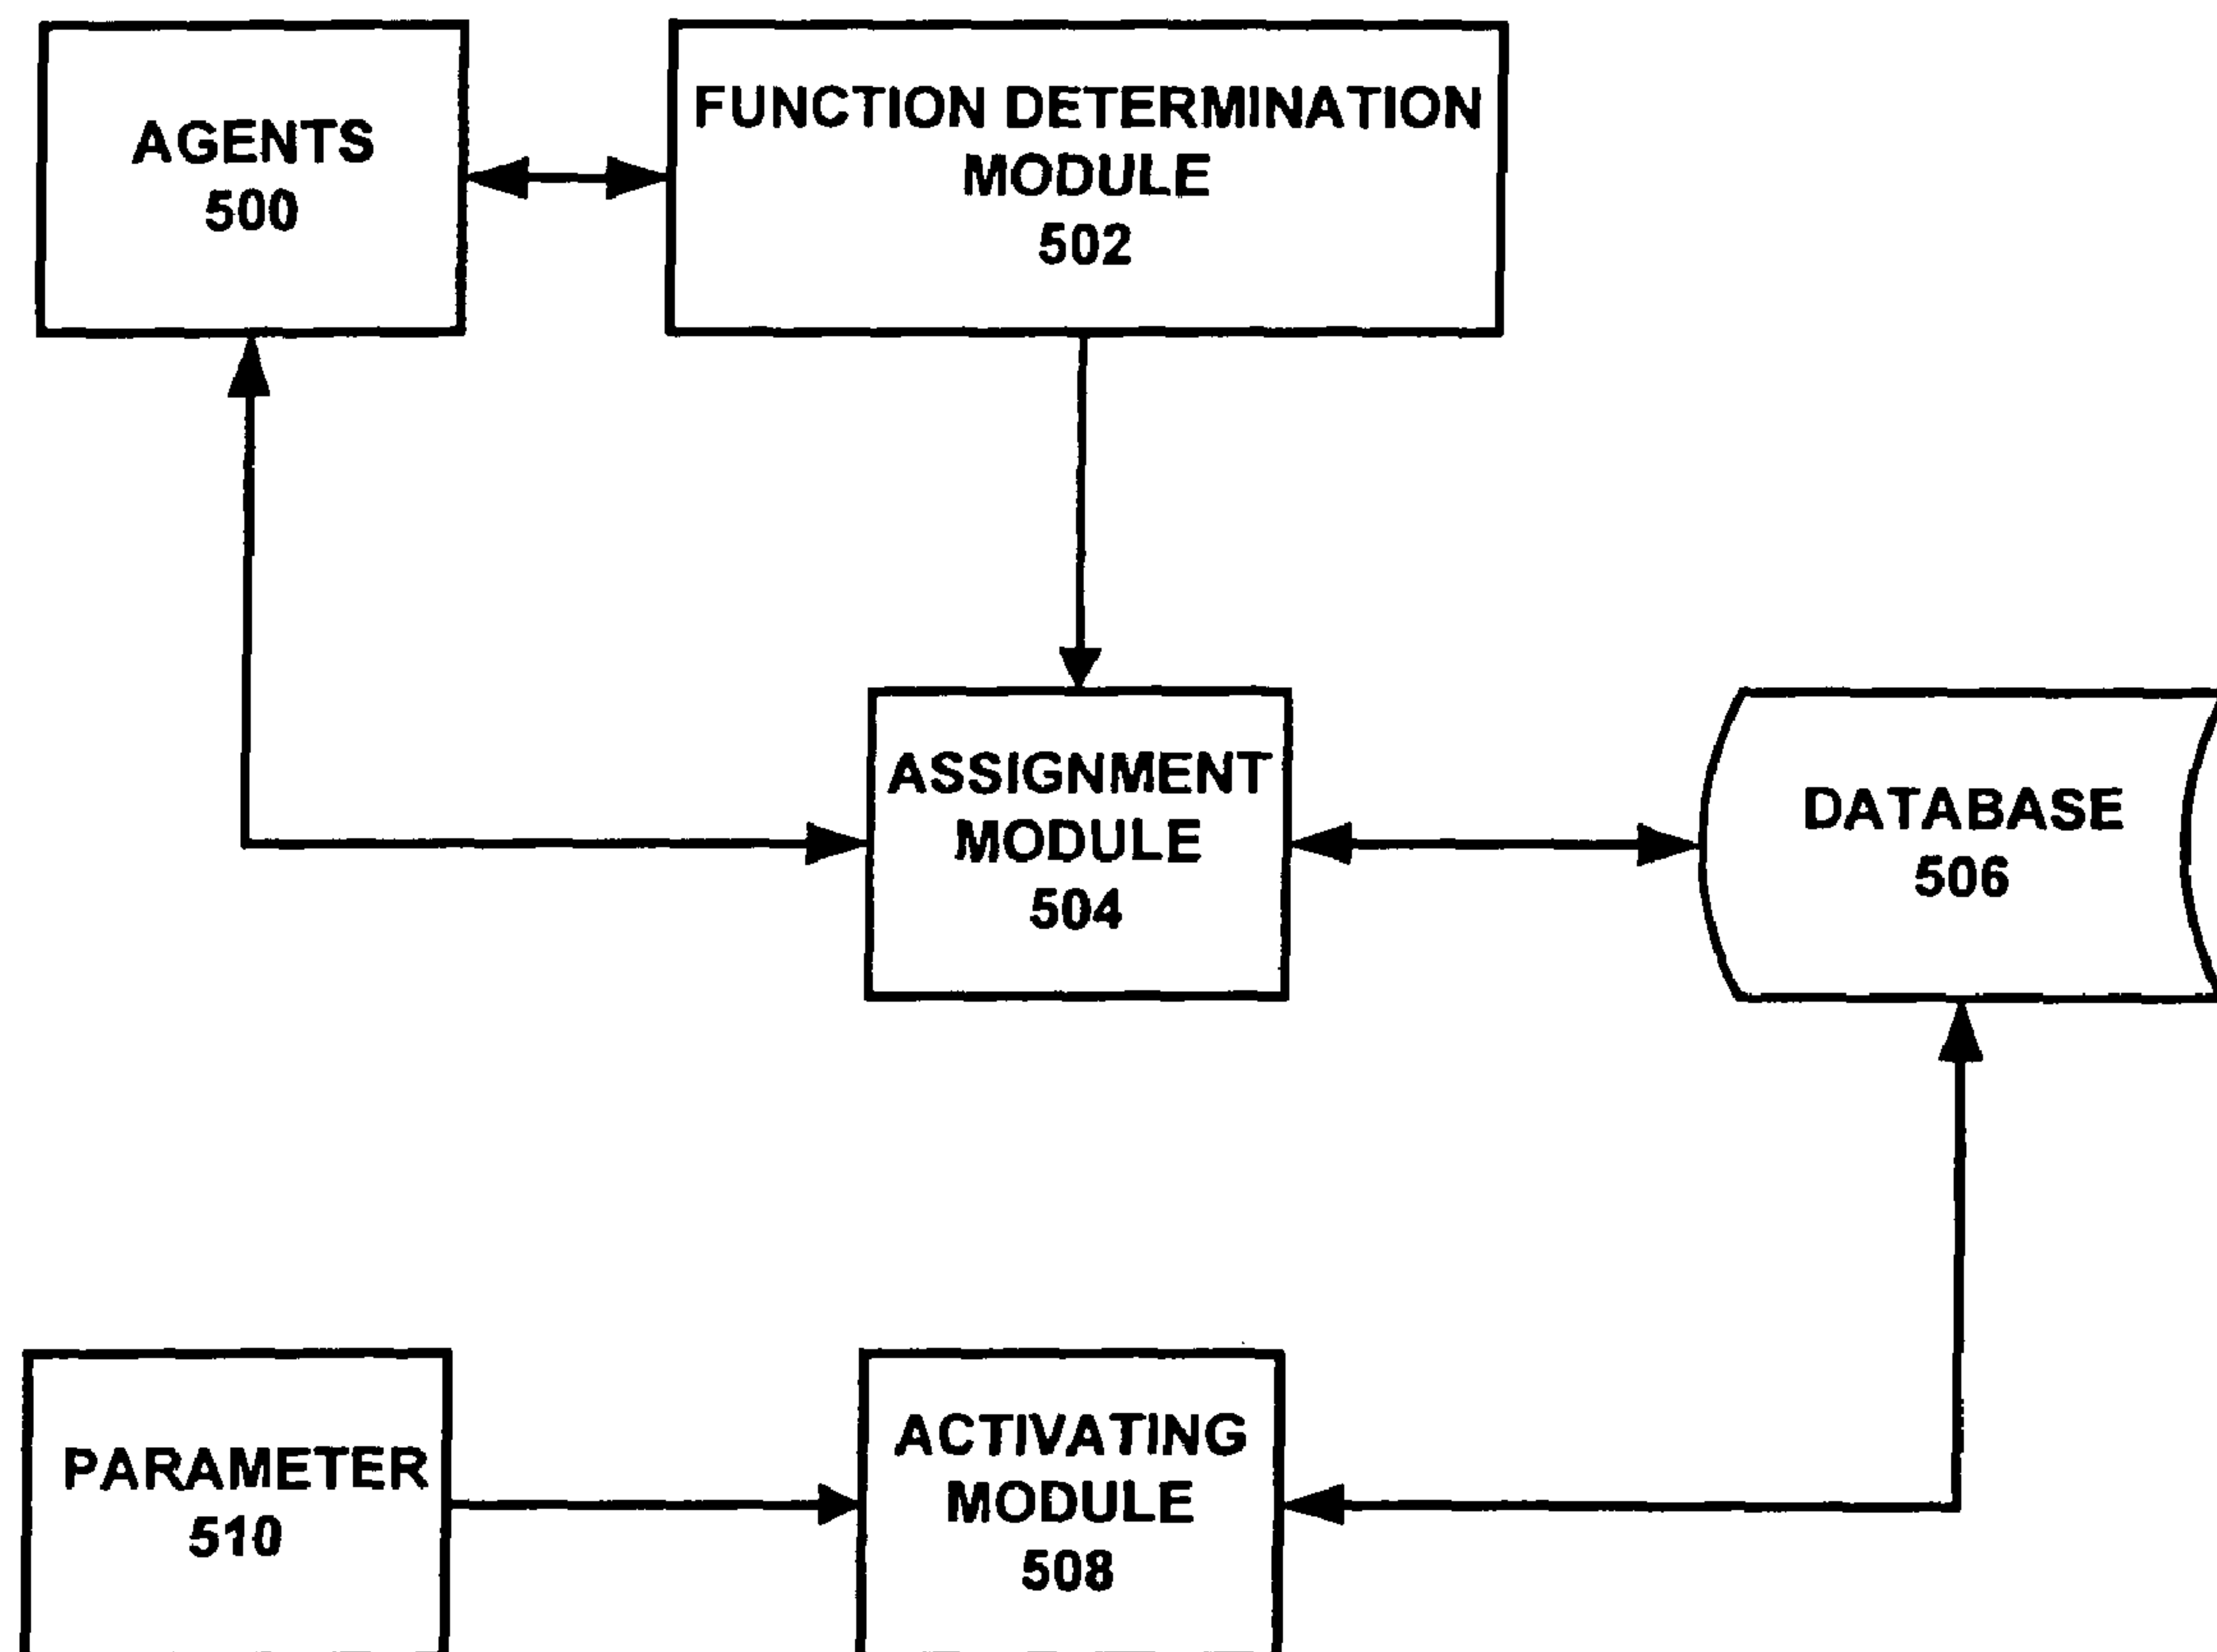 AGENTS
500
FUNCTION DETERMINATION
MODULE
502
ASSIGNMENT
MODULE
504
DATABASE
506
PARAMETER
510
ACTIVATING
MODULE
508